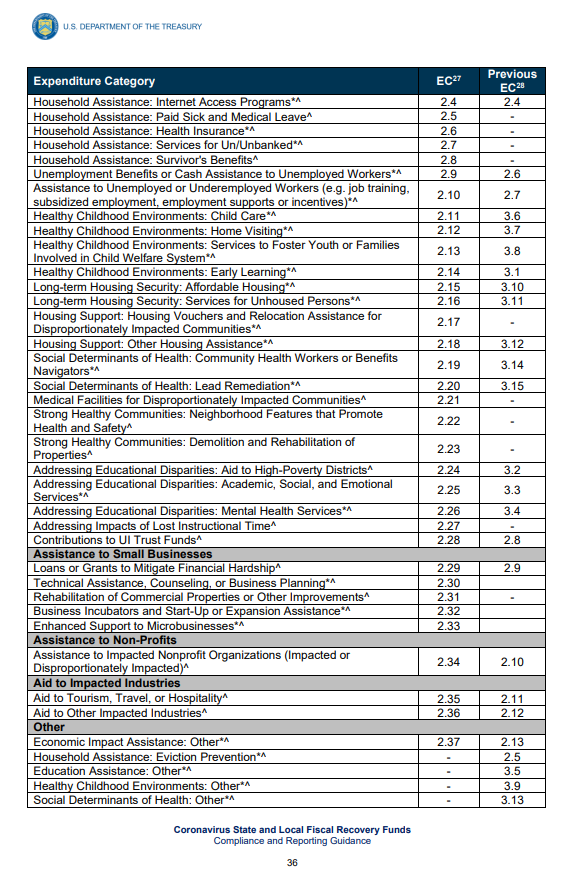 U.S. DEPARTMENT OF THE TREASURY
Expenditure Category EC27 Previous EC28
Household Assistance: Internet Access Programs*^ 2.4 2.4
Household Assistance: Paid Sick and Medical Leave^ 2.5 -
Household Assistance: Health Insurance*^ 2.6 -
Household Assistance: Services for Un/Unbanked*^ 2.7 -
Household Assistance: Survivor's Benefits^ 2.8 -
Unemployment Benefits or Cash Assistance to Unemployed Workers*^ 2.9 2.6
Assistance to Unemployed or Underemployed Workers (e.g. job training,
subsidized employment, employment supports or incentives)*^ 2.10 2.7
Healthy Childhood Environments: Child Care*^ 2.11 3.6
Healthy Childhood Environments: Home Visiting*^ 2.12 3.7
Healthy Childhood Environments: Services to Foster Youth or Families
Involved in Child Welfare System*^ 2.13 3.8
Healthy Childhood Environments: Early Learning*^ 2.14 3.1
Long-term Housing Security: Affordable Housing*^ 2.15 3.10
Long-term Housing Security: Services for Unhoused Persons*^ 2.16 3.11
Housing Support: Housing Vouchers and Relocation Assistance for
Disproportionately Impacted Communities*^ 2.17 -
Housing Support: Other Housing Assistance*^ 2.18 3.12
Social Determinants of Health: Community Health Workers or Benefits
Navigators*^ 2.19 3.14
Social Determinants of Health: Lead Remediation*^ 2.20 3.15
Medical Facilities for Disproportionately Impacted Communities^ 2.21 -
Strong Healthy Communities: Neighborhood Features that Promote
Health and Safety^ 2.22 -
Strong Healthy Communities: Demolition and Rehabilitation of
Properties^ 2.23 -
Addressing Educational Disparities: Aid to High-Poverty Districts^ 2.24 3.2
Addressing Educational Disparities: Academic, Social, and Emotional
Services*^ 2.25 3.3
Addressing Educational Disparities: Mental Health Services*^ 2.26 3.4
Addressing Impacts of Lost Instructional Time^ 2.27 -
Contributions to UI Trust Funds^ 2.28 2.8
Assistance to Small Businesses
Loans or Grants to Mitigate Financial Hardship^ 2.29 2.9
Technical Assistance, Counseling, or Business Planning*^ 2.30
Rehabilitation of Commercial Properties or Other Improvements^ 2.31 -
Business Incubators and Start-Up or Expansion Assistance*^ 2.32
Enhanced Support to Microbusinesses*^ 2.33
Assistance to Non-Profits
Assistance to Impacted Nonprofit Organizations (Impacted or
Disproportionately Impacted)^ 2.34 2.10
Aid to Impacted Industries
Aid to Tourism, Travel, or Hospitality^ 2.35 2.11
Aid to Other Impacted Industries^ 2.36 2.12
Other
Economic Impact Assistance: Other*^ 2.37 2.13
Household Assistance: Eviction Prevention*^ - 2.5
Education Assistance: Other*^ - 3.5
Healthy Childhood Environments: Other*^ - 3.9
Social Determinants of Health: Other*^ - 3.13
Coronavirus State and Local Fiscal Recovery Funds
Compliance and Reporting Guidance
36